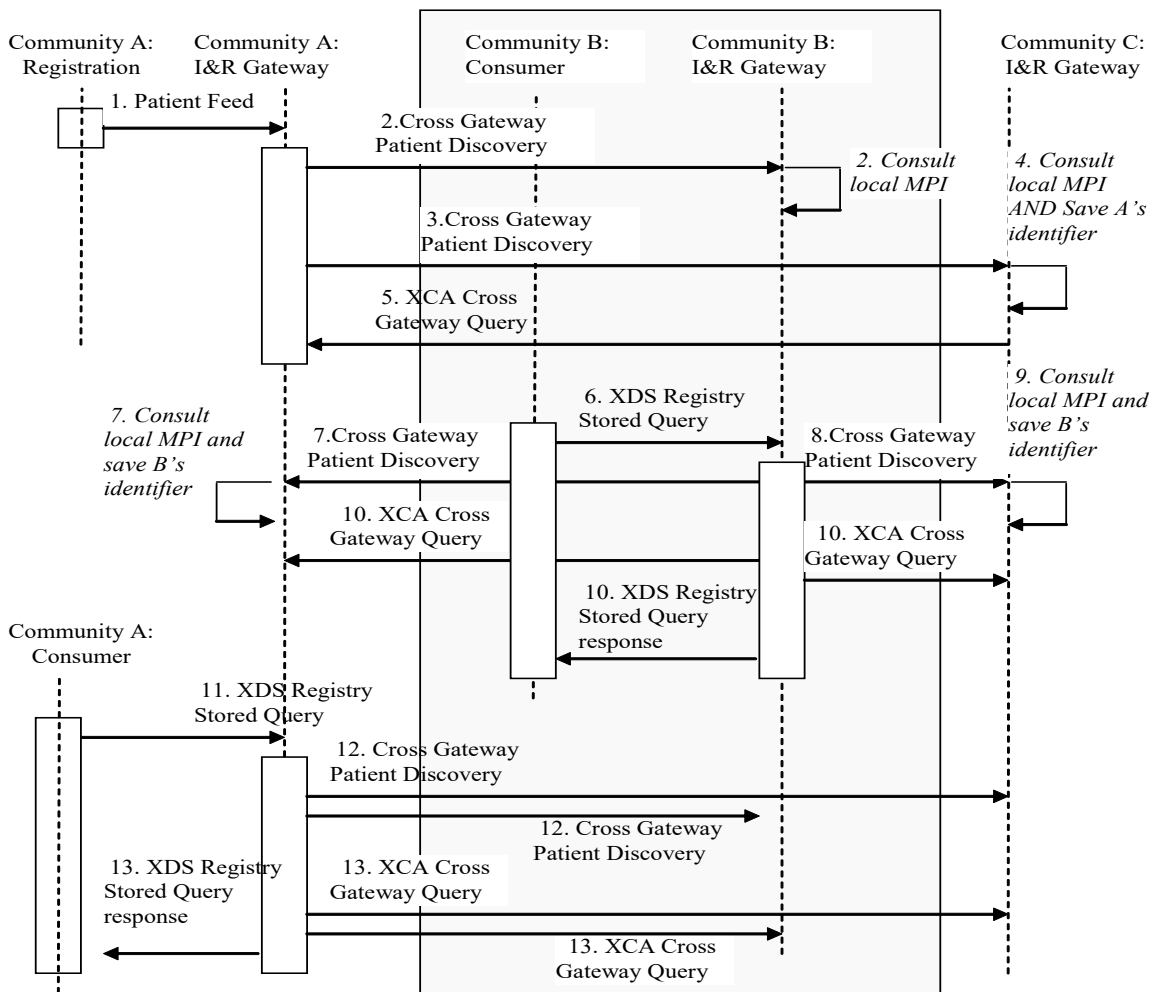 Community A:
Registration
Community A:
I&R Gateway
Community B:
Consumer
Community B:
I&R Gateway
Community C:
I&R Gateway
1. Patient Feed
2.Cross Gateway
Patient Discovery
2. Consult
local MPI
4. Consult
local MPI
AND Save A’s
identifier
3.Cross Gateway
Patient Discovery
5. XCA Cross
Gateway Query
6. XDS Registry
Stored Query
9. Consult
local MPI and
save B’s
identifier
7. Consult
local MPI and
save B’s
identifier
7.Cross Gateway
Patient Discovery
8.Cross Gateway
Patient Discovery
10. XCA Cross
Gateway Query
10. XCA Cross
Gateway Query
10. XDS Registry
Stored Query
response
Community A:
Consumer
11. XDS Registry
Stored Query
12. Cross Gateway
Patient Discovery
12. Cross Gateway
Patient Discovery
13. XDS Registry
Stored Query
response
13. XCA Cross
Gateway Query
13. XCA Cross
Gateway Query